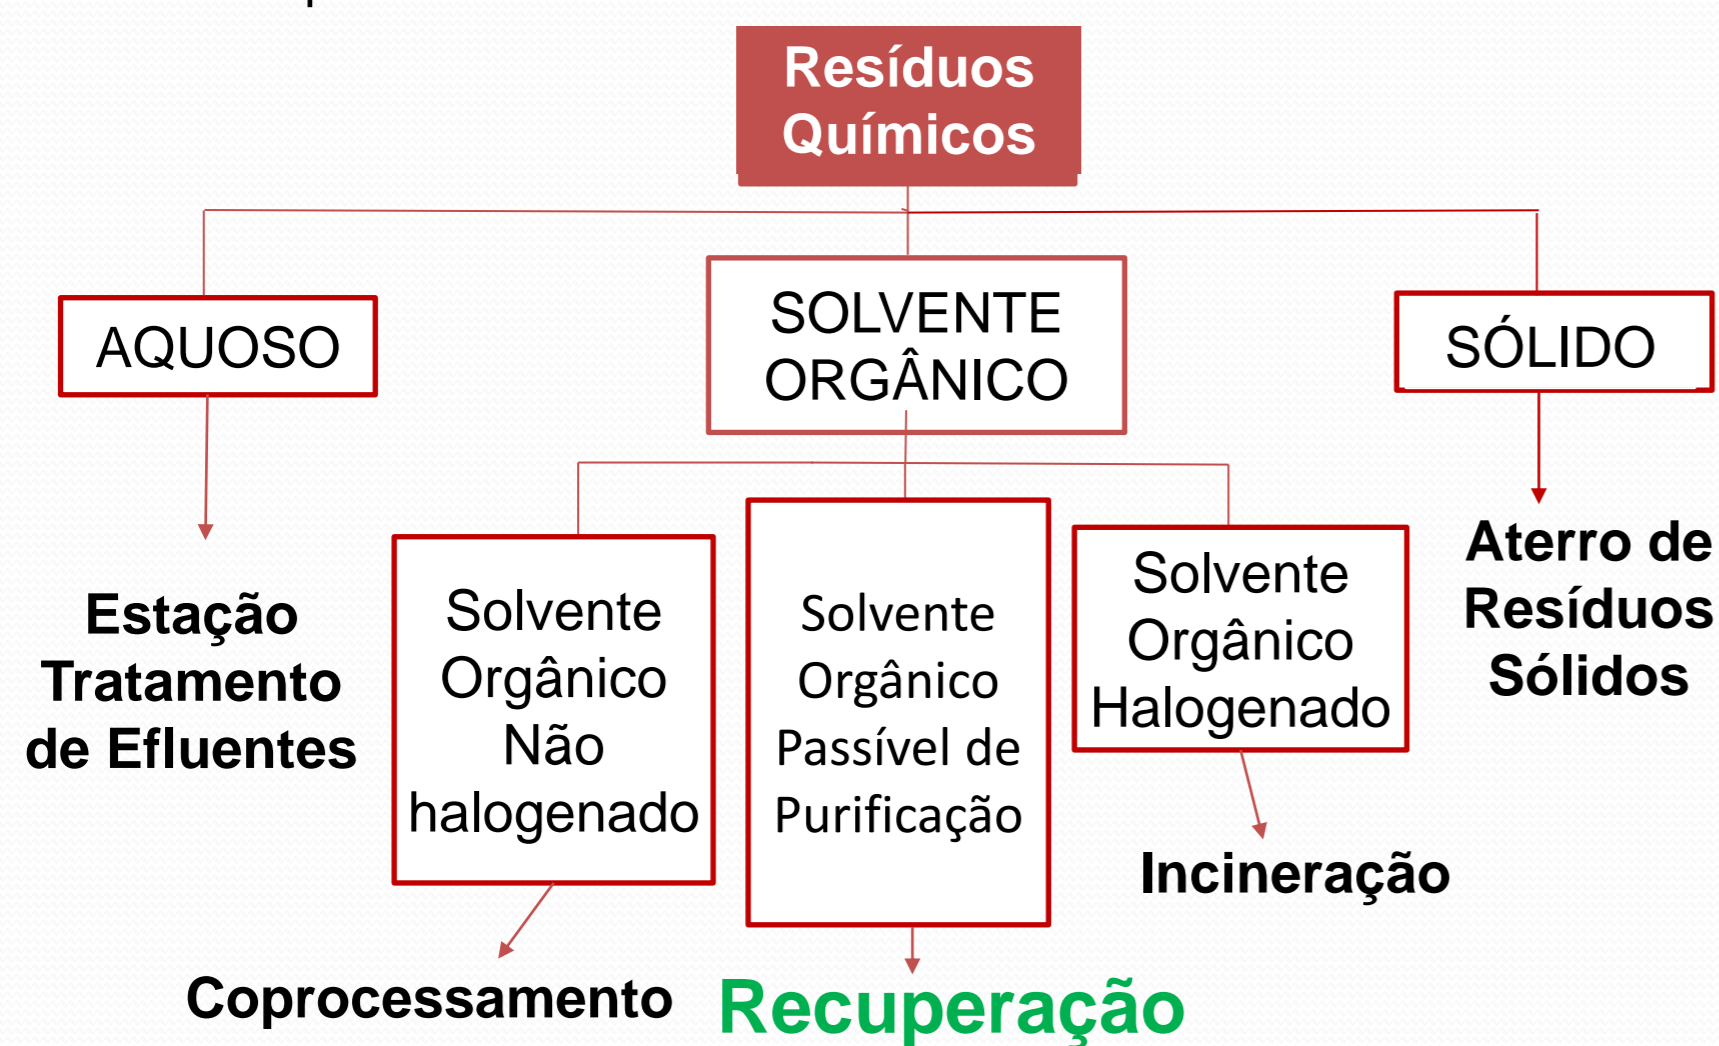 Resíduos
Químicos
AQUOSO
SOLVENTE
ORGÂNICO
SÓLIDO
Estação
Tratamento
de Efluentes
Solvente
Orgânico
Não
halogenado
Solvente
Orgânico
Passível de
Purificação
Solvente
Orgânico
Halogenado
Aterro de
Resíduos
Sólidos
Incineração
Coprocessamento
Recuperação